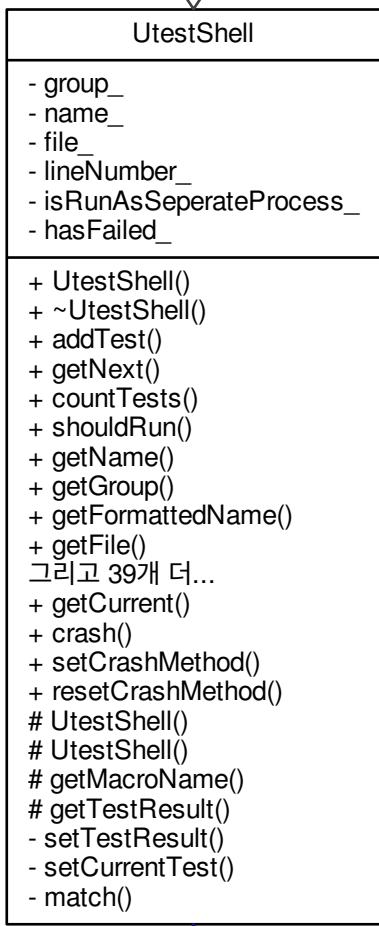 UtestShell
- group_
- name_
- file_
- lineNumber_
- isRunAsSeperateProcess_
- hasFailed_
+ UtestShell()
+ ~UtestShell()
+ addTest()
+ getNext()
+ countTests()
+ shouldRun()
+ getName()
+ getGroup()
+ getFormattedName()
+ getFile()
그리고 39개 더...
+ getCurrent()
+ crash()
+ setCrashMethod()
+ resetCrashMethod()
# UtestShell()
# UtestShell()
# getMacroName()
# getTestResult()
- setTestResult()
- setCurrentTest()
- match()